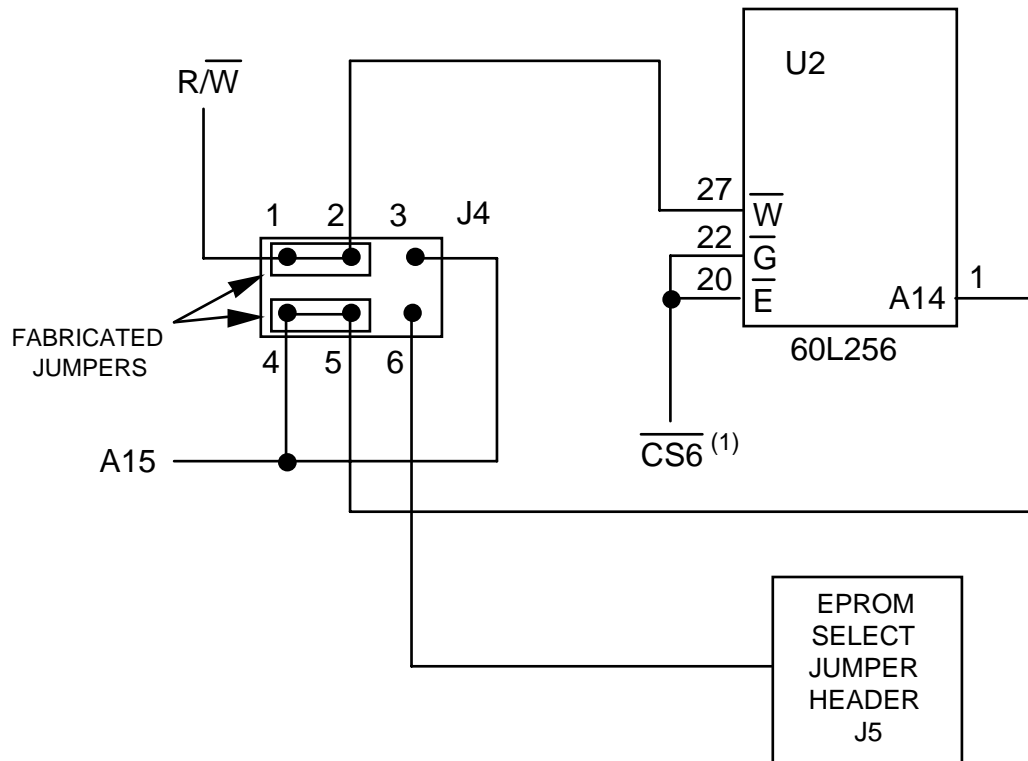 U2
R/W̅
27
W̅
1 2 3 J4
22
G̅
20
E̅
A14
1
FABRICATED
JUMPERS
60L256
4 5 6
C̅S̅6̅ (1)
A15
EPROM
SELECT
JUMPER
HEADER
J5